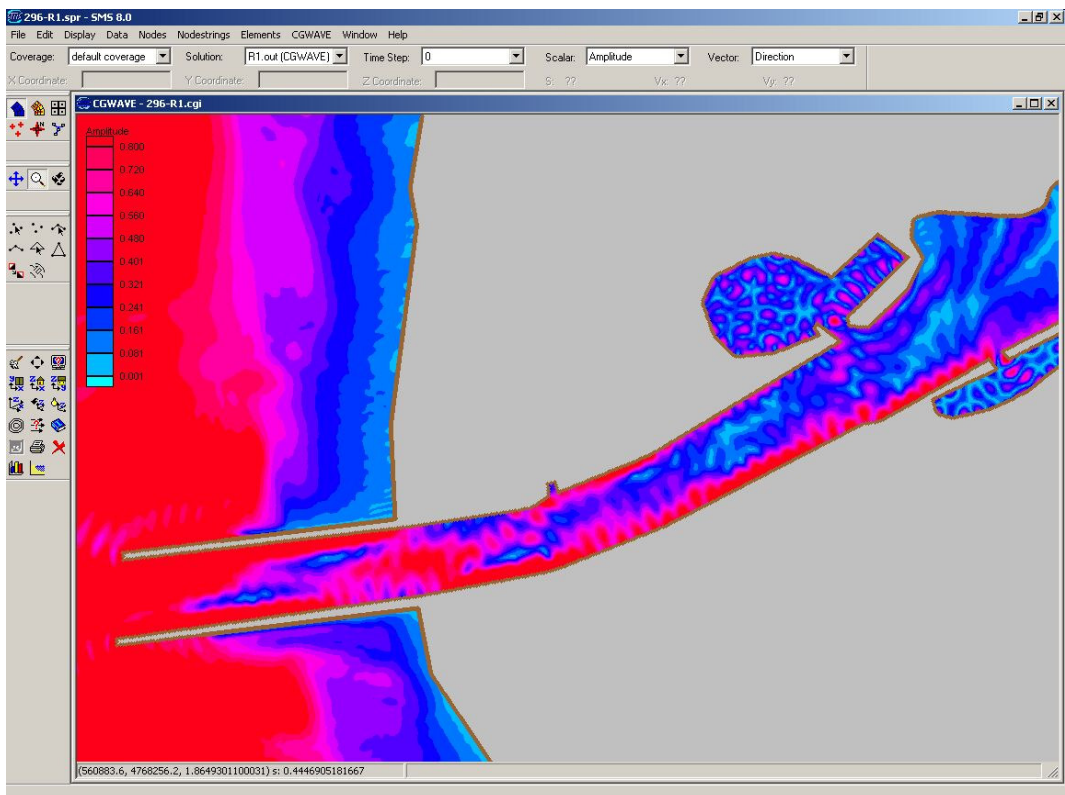 296-R1.spr - SMS 8.0
File Edit Display Data Nodes Nodestrings Elements CGWAVE Window Help
Coverage: default coverage Solution: R1.out (CGWAVE) Time Step: 0 Scalar: Amplitude Vector: Direction
X Coordinate: Y Coordinate: Z Coordinate: S: ?? Vx: ?? Vy: ??
CGWAVE - 296-R1.cgi
Amplitude
0.800
0.720
0.640
0.560
0.480
0.401
0.321
0.241
0.161
0.081
0.001
(560883.6, 4768256.2, 1.8649301100031) s: 0.4446905181667